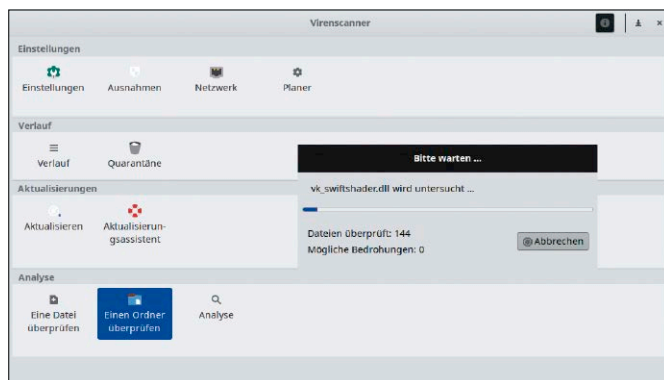 Virenscanner
Einstellungen
Einstellungen
Ausnahmen
Netzwerk
Planer
Verlauf
Verlauf
Quarantäne
Aktualisierungen
Aktualisieren
Aktualisierun-
gsassistent
Analyse
Eine Datei
überprüfen
Einen Ordner
überprüfen
Analyse
Bitte warten ...
vk_swiftshader.dll wird untersucht ...
Dateien überprüft: 144
Mögliche Bedrohungen: 0
Abbrechen